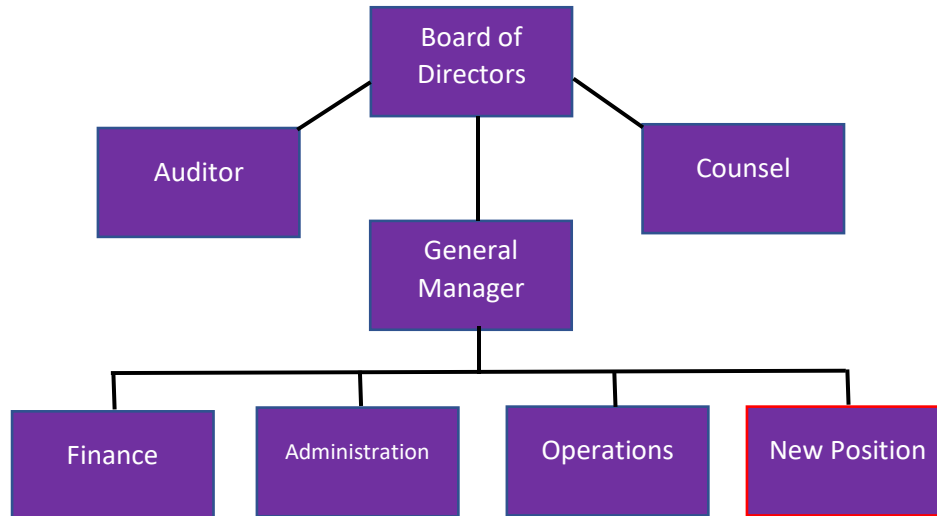 Board of
Directors
Auditor
Counsel
General
Manager
Finance
Administration
Operations
New Position